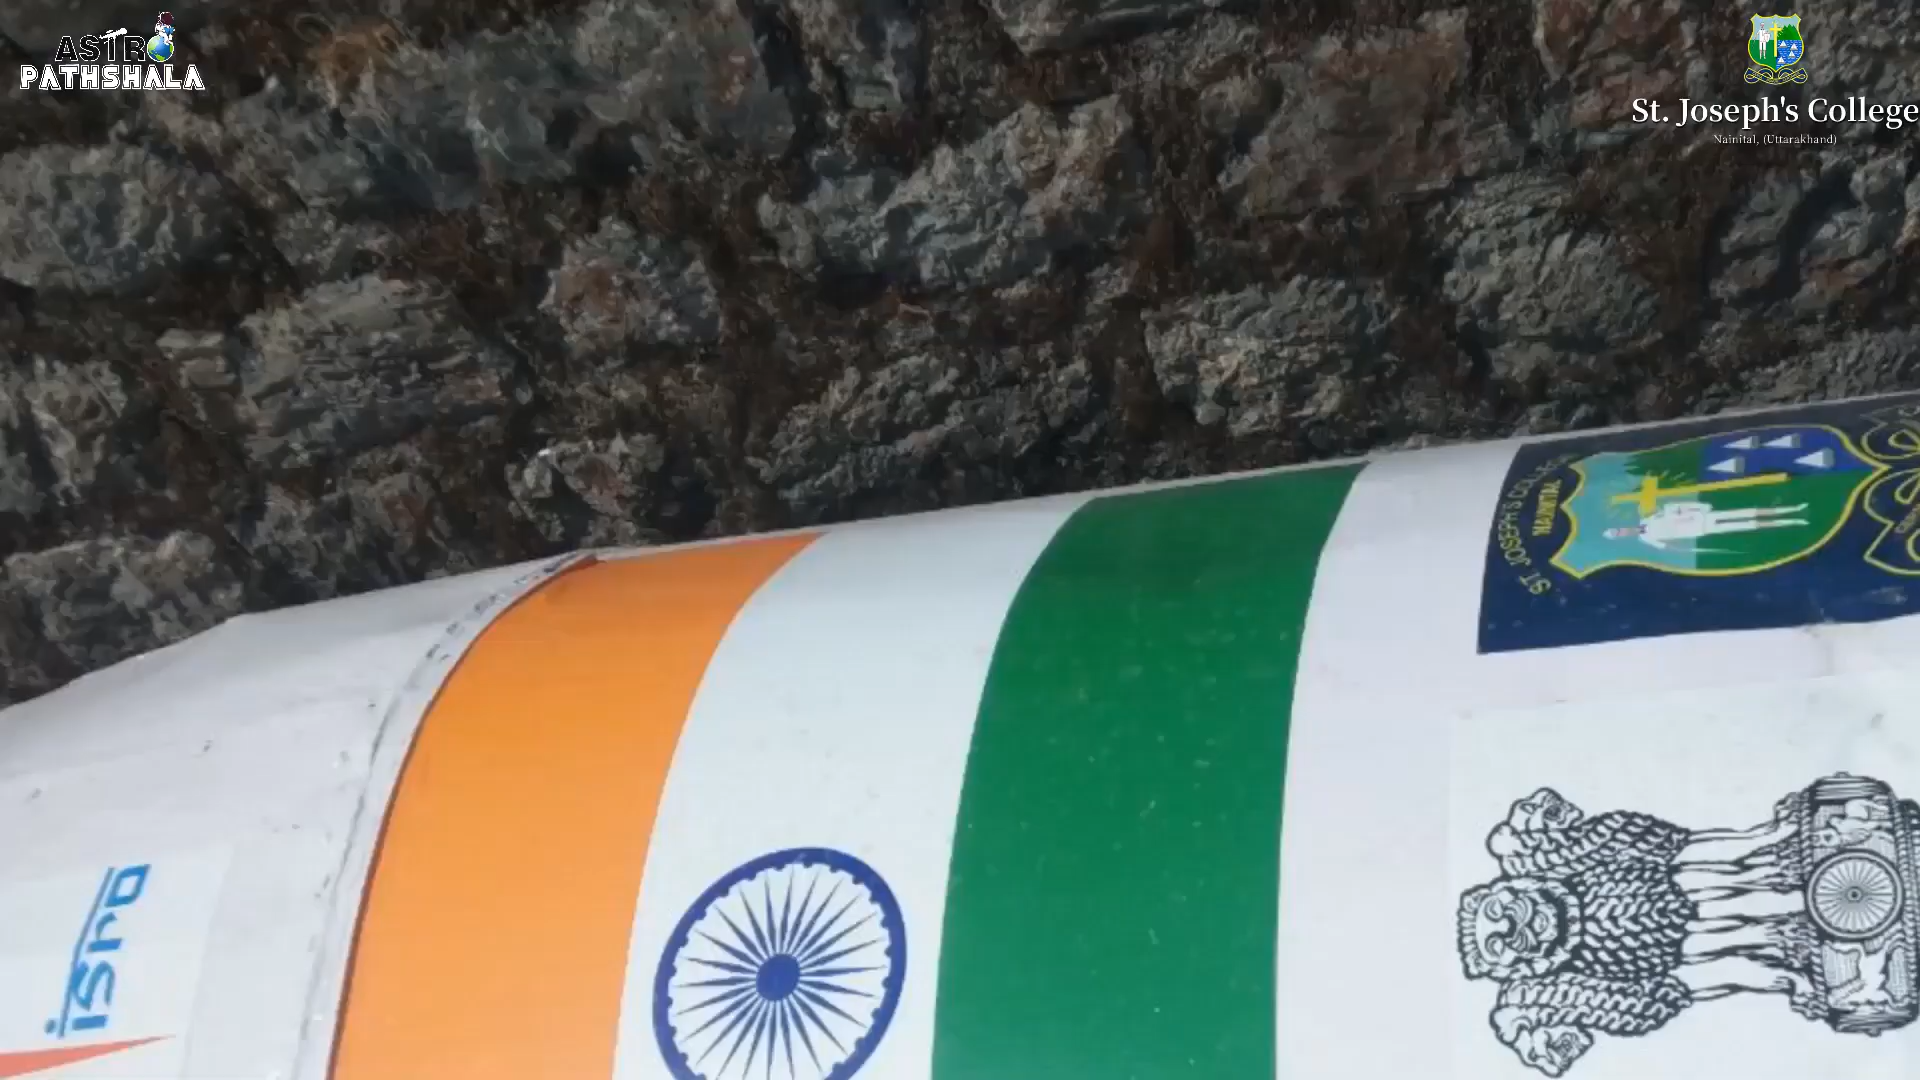 ASTRO
PATHSHALA
St. Joseph's College
Nainital, (Uttarakhand)
ST. JOSEPH'S COLLEGE
NAINITAL
isro